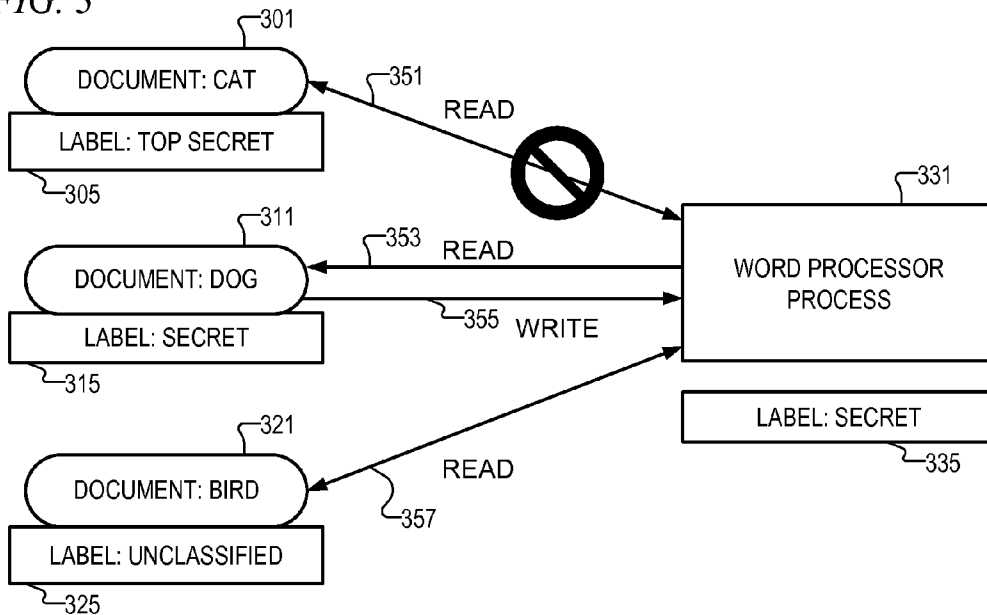 FIG. 3
301
DOCUMENT: CAT
351
READ
LABEL: TOP SECRET
305
331
311
353
READ
DOCUMENT: DOG
WORD PROCESSOR
PROCESS
355
WRITE
LABEL: SECRET
315
321
LABEL: SECRET
335
DOCUMENT: BIRD
READ
357
LABEL: UNCLASSIFIED
325